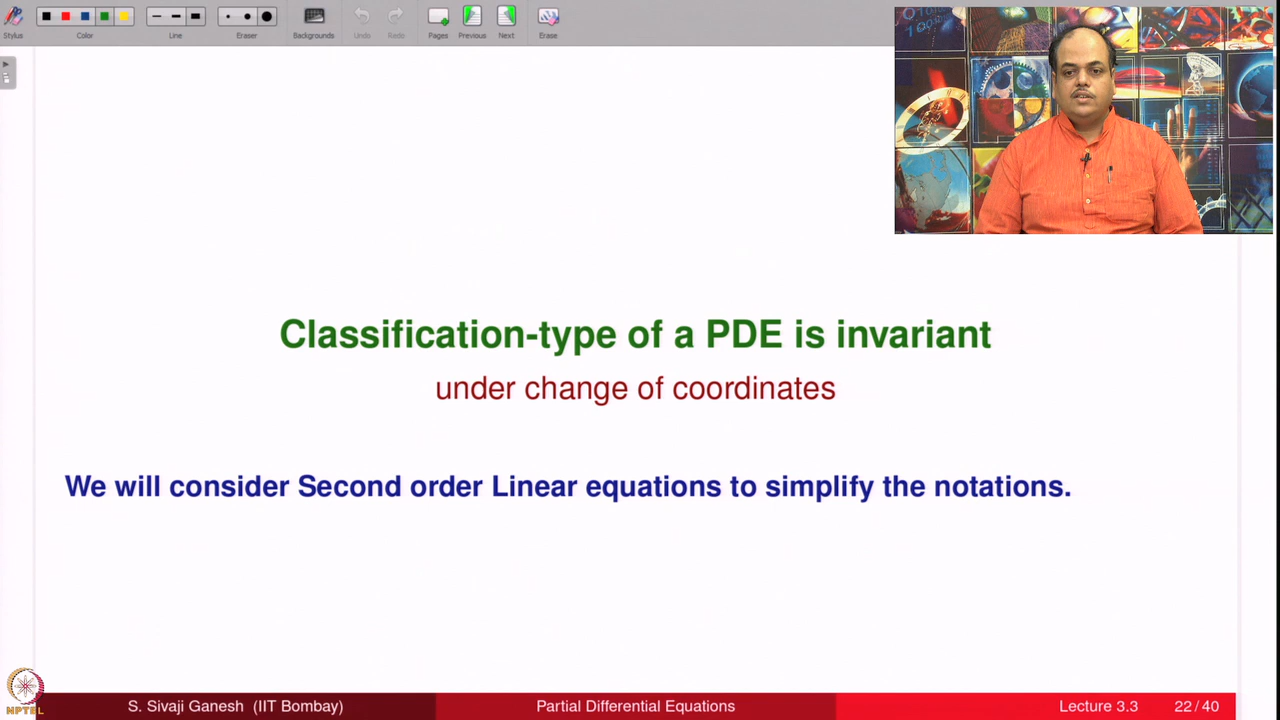 Stylus
Color
Line
Eraser
Backgrounds
Undo
Redo
Pages
Previous
Next
Erase
Classification-type of a PDE is invariant
under change of coordinates
We will consider Second order Linear equations to simplify the notations.
NPTEL
S. Sivaji Ganesh (IIT Bombay)
Partial Differential Equations
Lecture 3.3
22 / 40